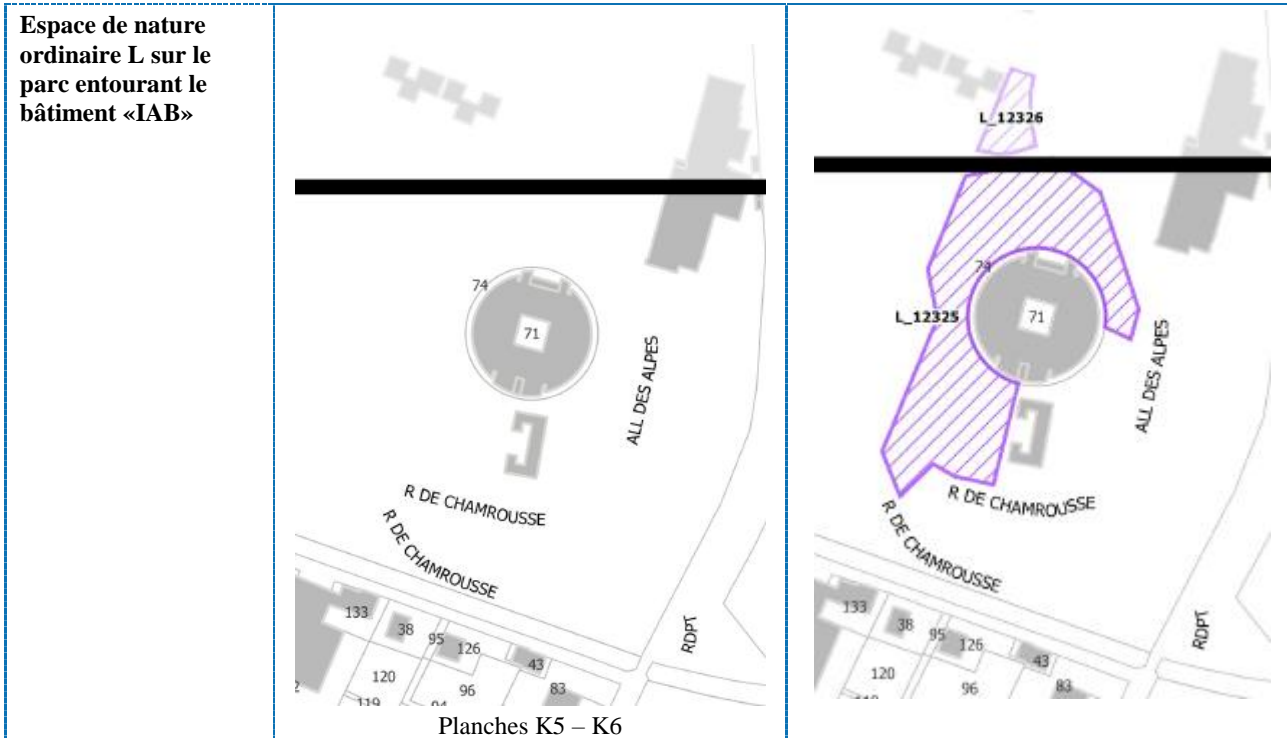 Espace de nature
ordinaire L sur le
parc entourant le
bâtiment «IAB»
74
71
ALL DES ALPES
R DE CHAMROUSSE
R DE CHAMROUSSE
RDPT
133
38
95
126
43
120
96
83
119
94
2
Planches K5 – K6
L_12326
74
71
L_12325
ALL DES ALPES
R DE CHAMROUSSE
R DE CHAMROUSSE
RDPT
133
38
95
126
43
120
96
83